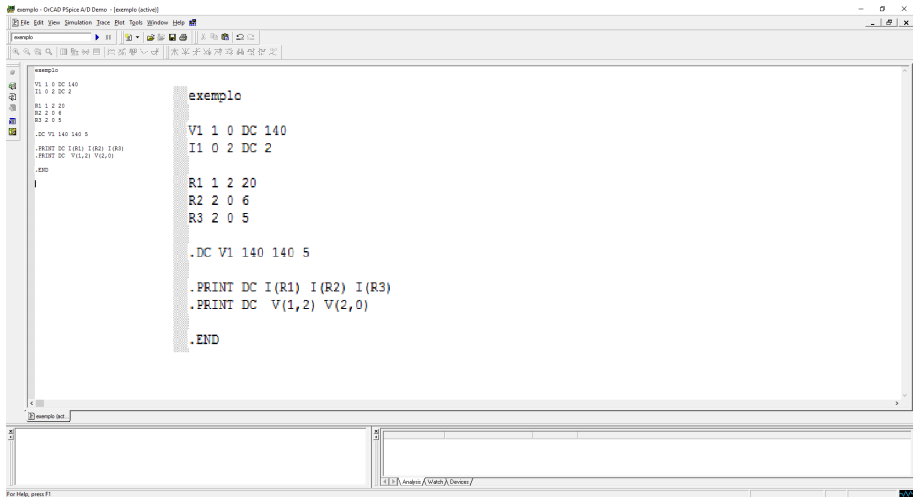 exemplo - OrCAD PSpice A/D Demo - [exemplo (active)]
File Edit View Simulation Trace Plot Tools Window Help
exemplo
exemplo
V1 1 0 DC 140
I1 0 2 DC 2
R1 1 2 20
R2 2 0 6
R3 2 0 5
.DC V1 140 140 5
.PRINT DC I(R1) I(R2) I(R3)
.PRINT DC  V(1,2) V(2,0)
.END
exemplo
V1 1 0 DC 140
I1 0 2 DC 2
R1 1 2 20
R2 2 0 6
R3 2 0 5
.DC V1 140 140 5
.PRINT DC I(R1) I(R2) I(R3)
.PRINT DC  V(1,2) V(2,0)
.END
exemplo (act...
Analysis Watch Devices
For Help, press F1